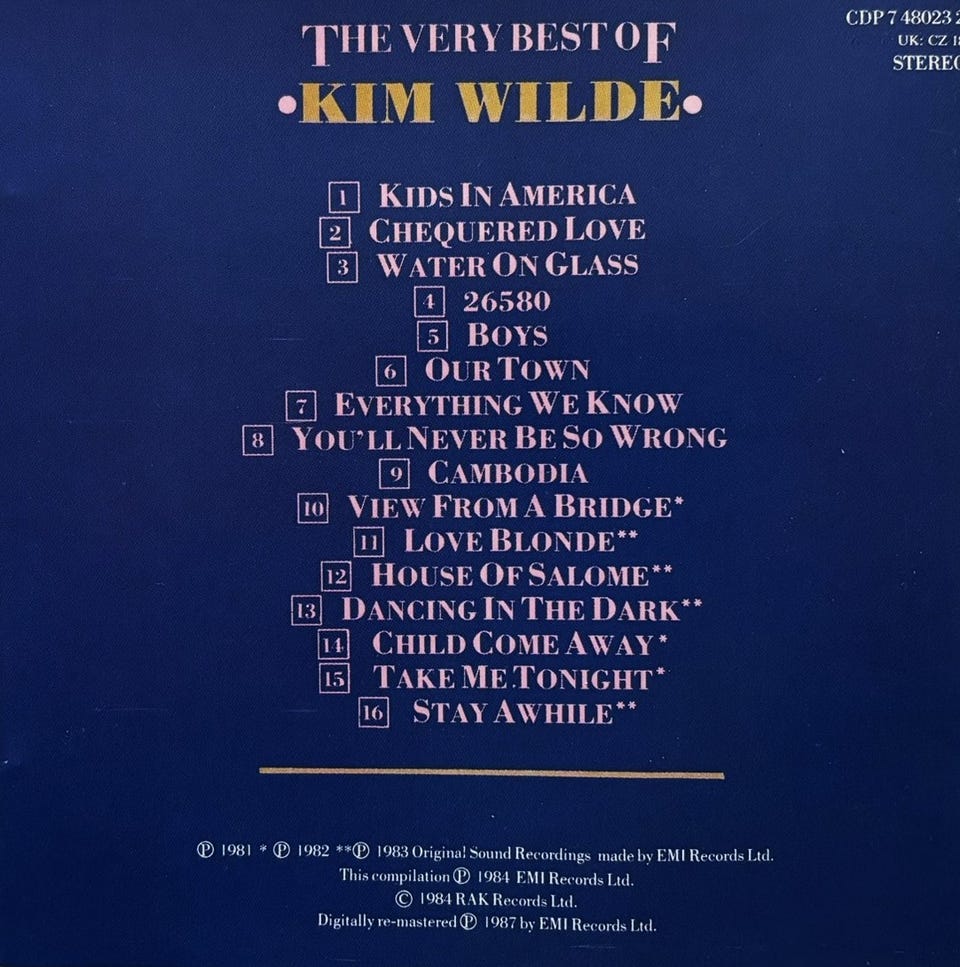 THE VERY BEST OF
•KIM WILDE•
CDP 7 48023 2
UK: CZ
STEREO
1 KIDS IN AMERICA
2 CHEQUERED LOVE
3 WATER ON GLASS
4 26580
5 BOYS
6 OUR TOWN
7 EVERYTHING WE KNOW
8 YOU'LL NEVER BE SO WRONG
9 CAMBODIA
10 VIEW FROM A BRIDGE*
11 LOVE BLONDE**
12 HOUSE OF SALOME**
13 DANCING IN THE DARK**
14 CHILD COME AWAY*
15 TAKE ME TONIGHT*
16 STAY AWHILE**
℗ 1981 * ℗ 1982 **℗ 1983 Original Sound Recordings made by EMI Records Ltd.
This compilation ℗ 1984 EMI Records Ltd.
© 1984 RAK Records Ltd.
Digitally re-mastered ℗ 1987 by EMI Records Ltd.